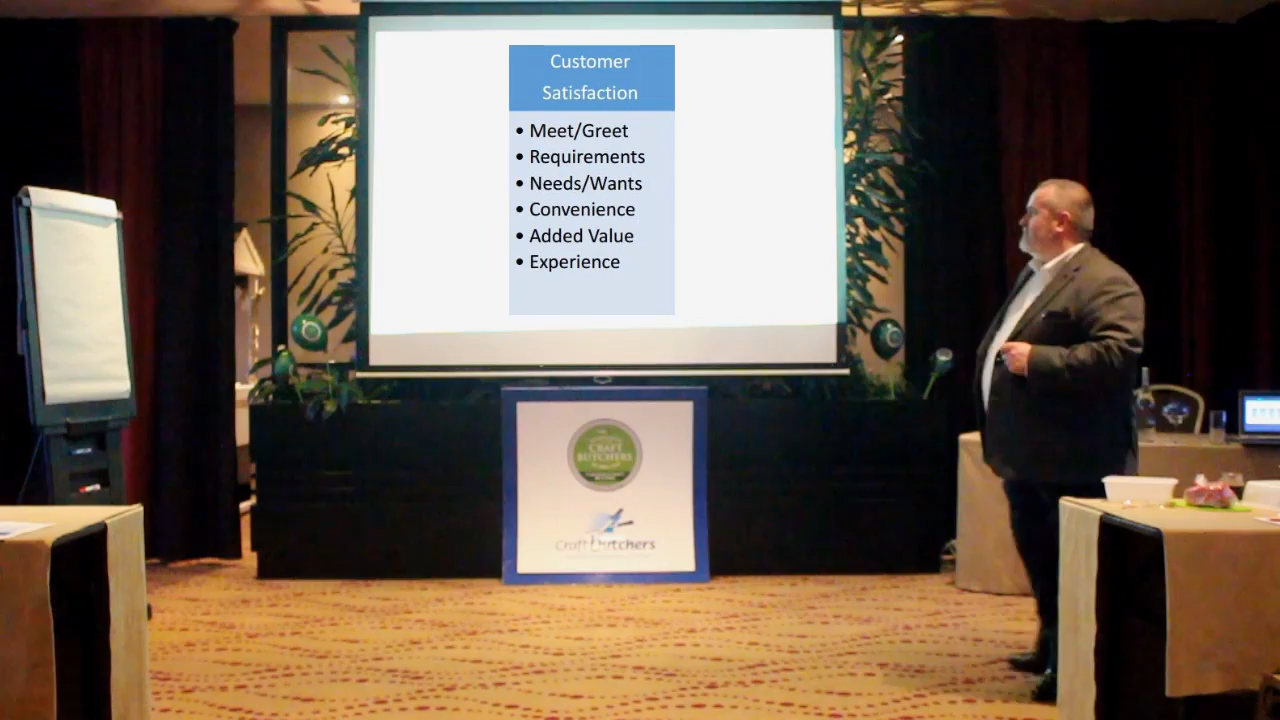 Customer
Satisfaction
• Meet/Greet
• Requirements
• Needs/Wants
• Convenience
• Added Value
• Experience
CRAFT
BUTCHERS
Craft Butchers